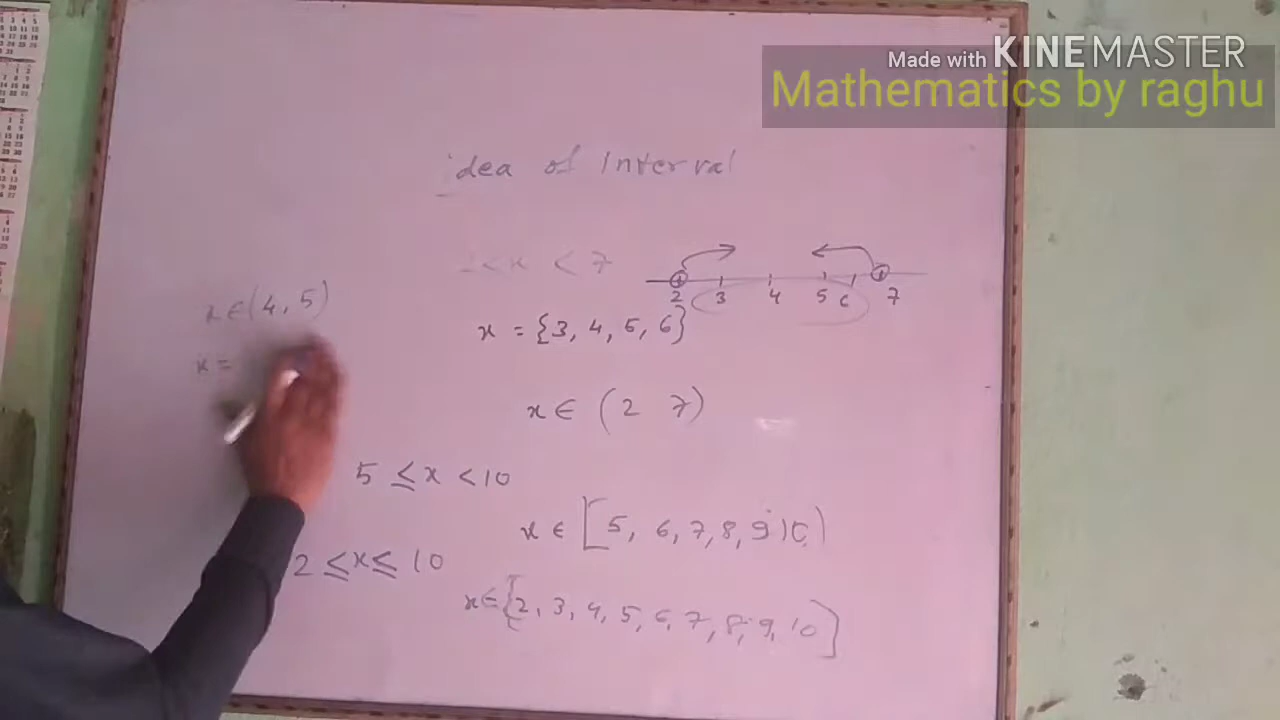 Made with KINEMASTER
Mathematics by raghu
idea of interval
< x < 7
2 3 4 5 6 7
x ∈ (4, 5)
x = {3, 4, 5, 6}
x =
x ∈ (2 7)
5 ≤ x < 10
x ∈ [5, 6, 7, 8, 9 10)
2 ≤ x ≤ 10
x ∈ [2, 3, 4, 5, 6, 7, 8, 9, 10]